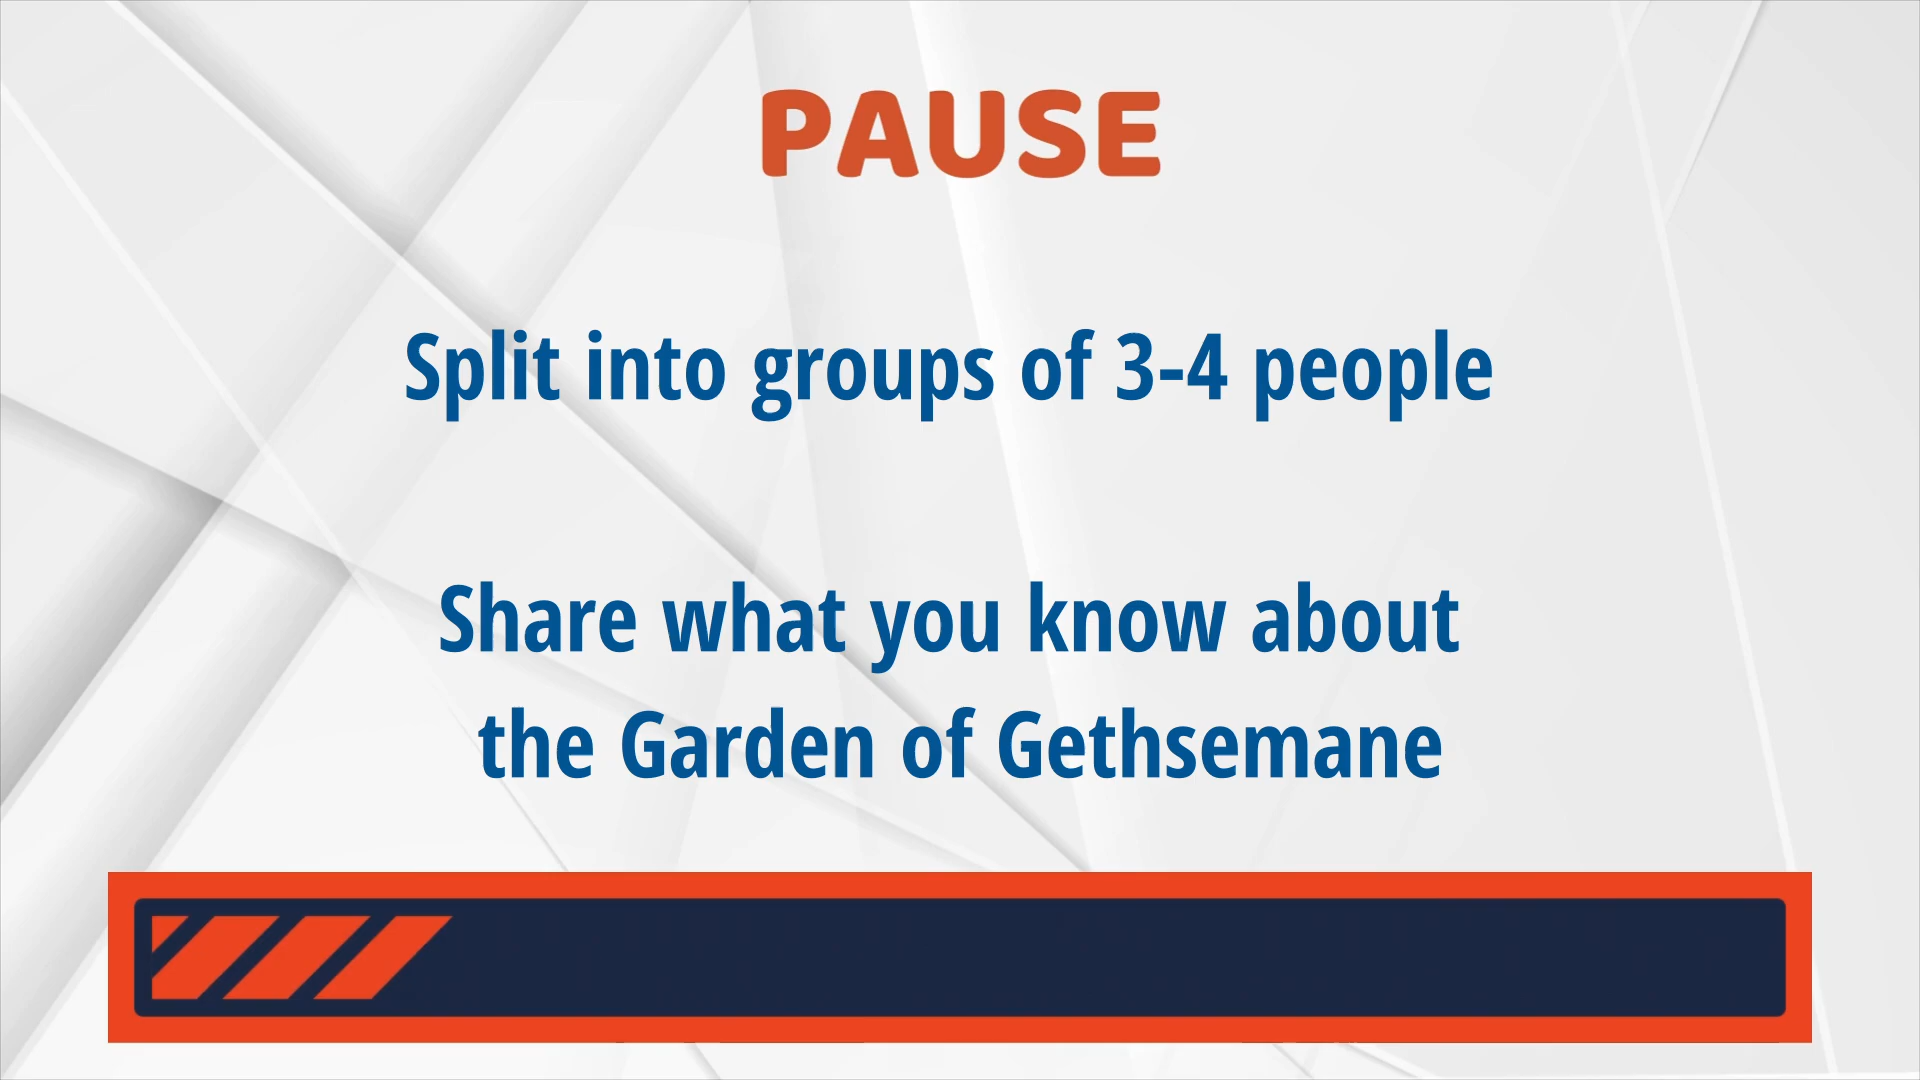 PAUSE
Split into groups of 3-4 people
Share what you know about
the Garden of Gethsemane